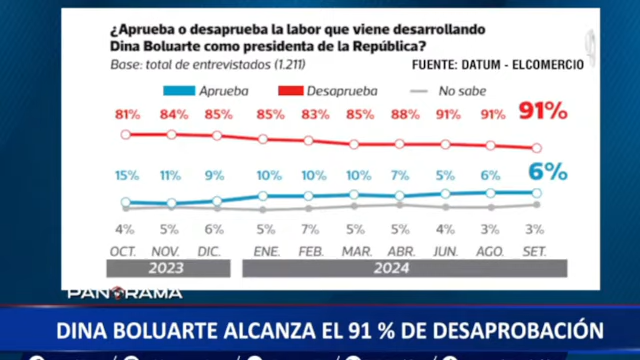 ¿Aprueba o desaprueba la labor que viene desarrollando
Dina Boluarte como presidenta de la República?
Base: total de entrevistados (1.211)
FUENTE: DATUM - ELCOMERCIO
Aprueba Desaprueba No sabe
81% 84% 85% 85% 83% 85% 88% 91% 91% 91%
15% 11% 9% 10% 10% 10% 7% 5% 6% 6%
4% 5% 6% 5% 7% 5% 5% 4% 3% 3%
OCT. NOV. DIC. ENE. FEB. MAR. ABR. JUN. AGO. SET.
2023 2024
PANORAMA
DINA BOLUARTE ALCANZA EL 91 % DE DESAPROBACIÓN